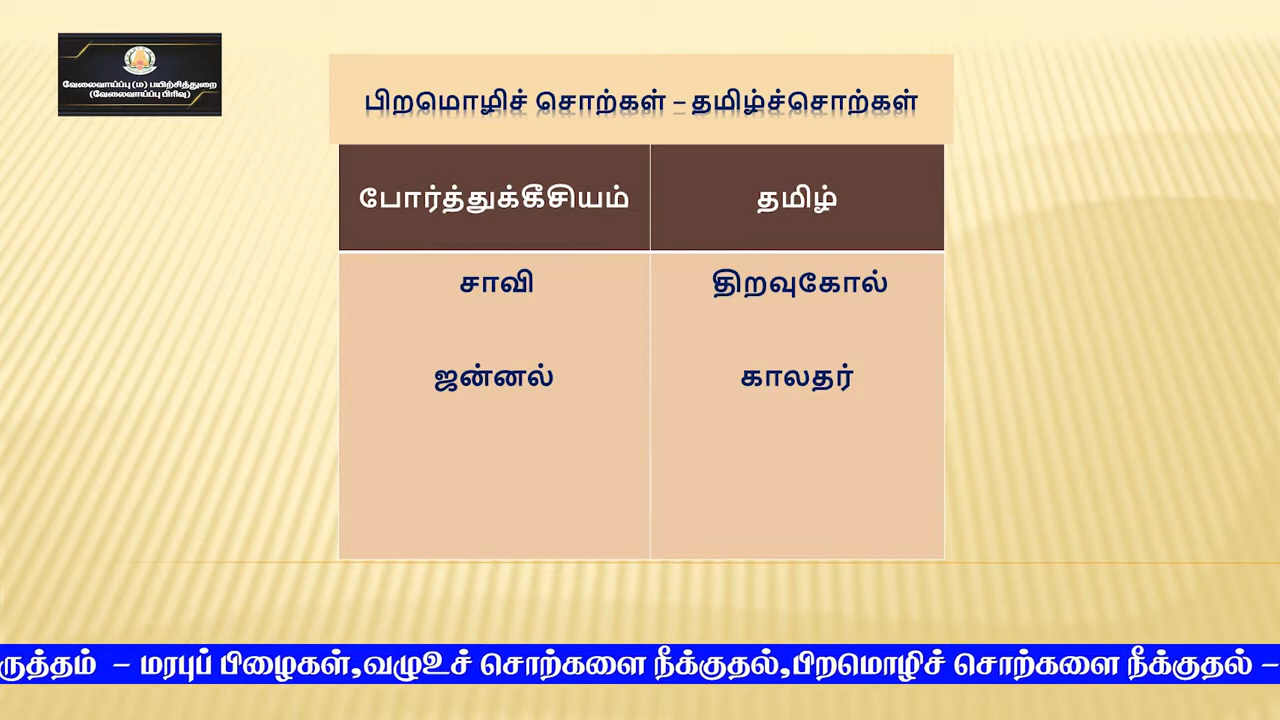 வேலைவாய்ப்பு (ம) பயிற்சித்துறை
(வேலைவாய்ப்பு பிரிவு)
பிறமொழிச் சொற்கள் – தமிழ்ச்சொற்கள்
போர்த்துக்கீசியம் தமிழ்
சாவி திறவுகோல்
ஜன்னல் காலதர்
ருத்தம் – மரபுப் பிழைகள்,வழுஉச் சொற்களை நீக்குதல்,பிறமொழிச் சொற்களை நீக்குதல் –